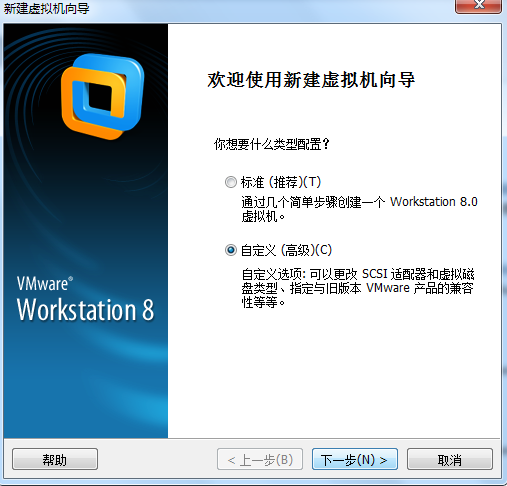 新建虚拟机向导
欢迎使用新建虚拟机向导
你想要什么类型配置?
标准 (推荐)(T)
通过几个简单步骤创建一个 Workstation 8.0
虚拟机。
自定义 (高级)(C)
自定义选项: 可以更改 SCSI 适配器和虚拟磁
盘类型、指定与旧版本 VMware 产品的兼容
性等等。
VMware®
Workstation 8
帮助
< 上一步(B)
下一步(N) >
取消